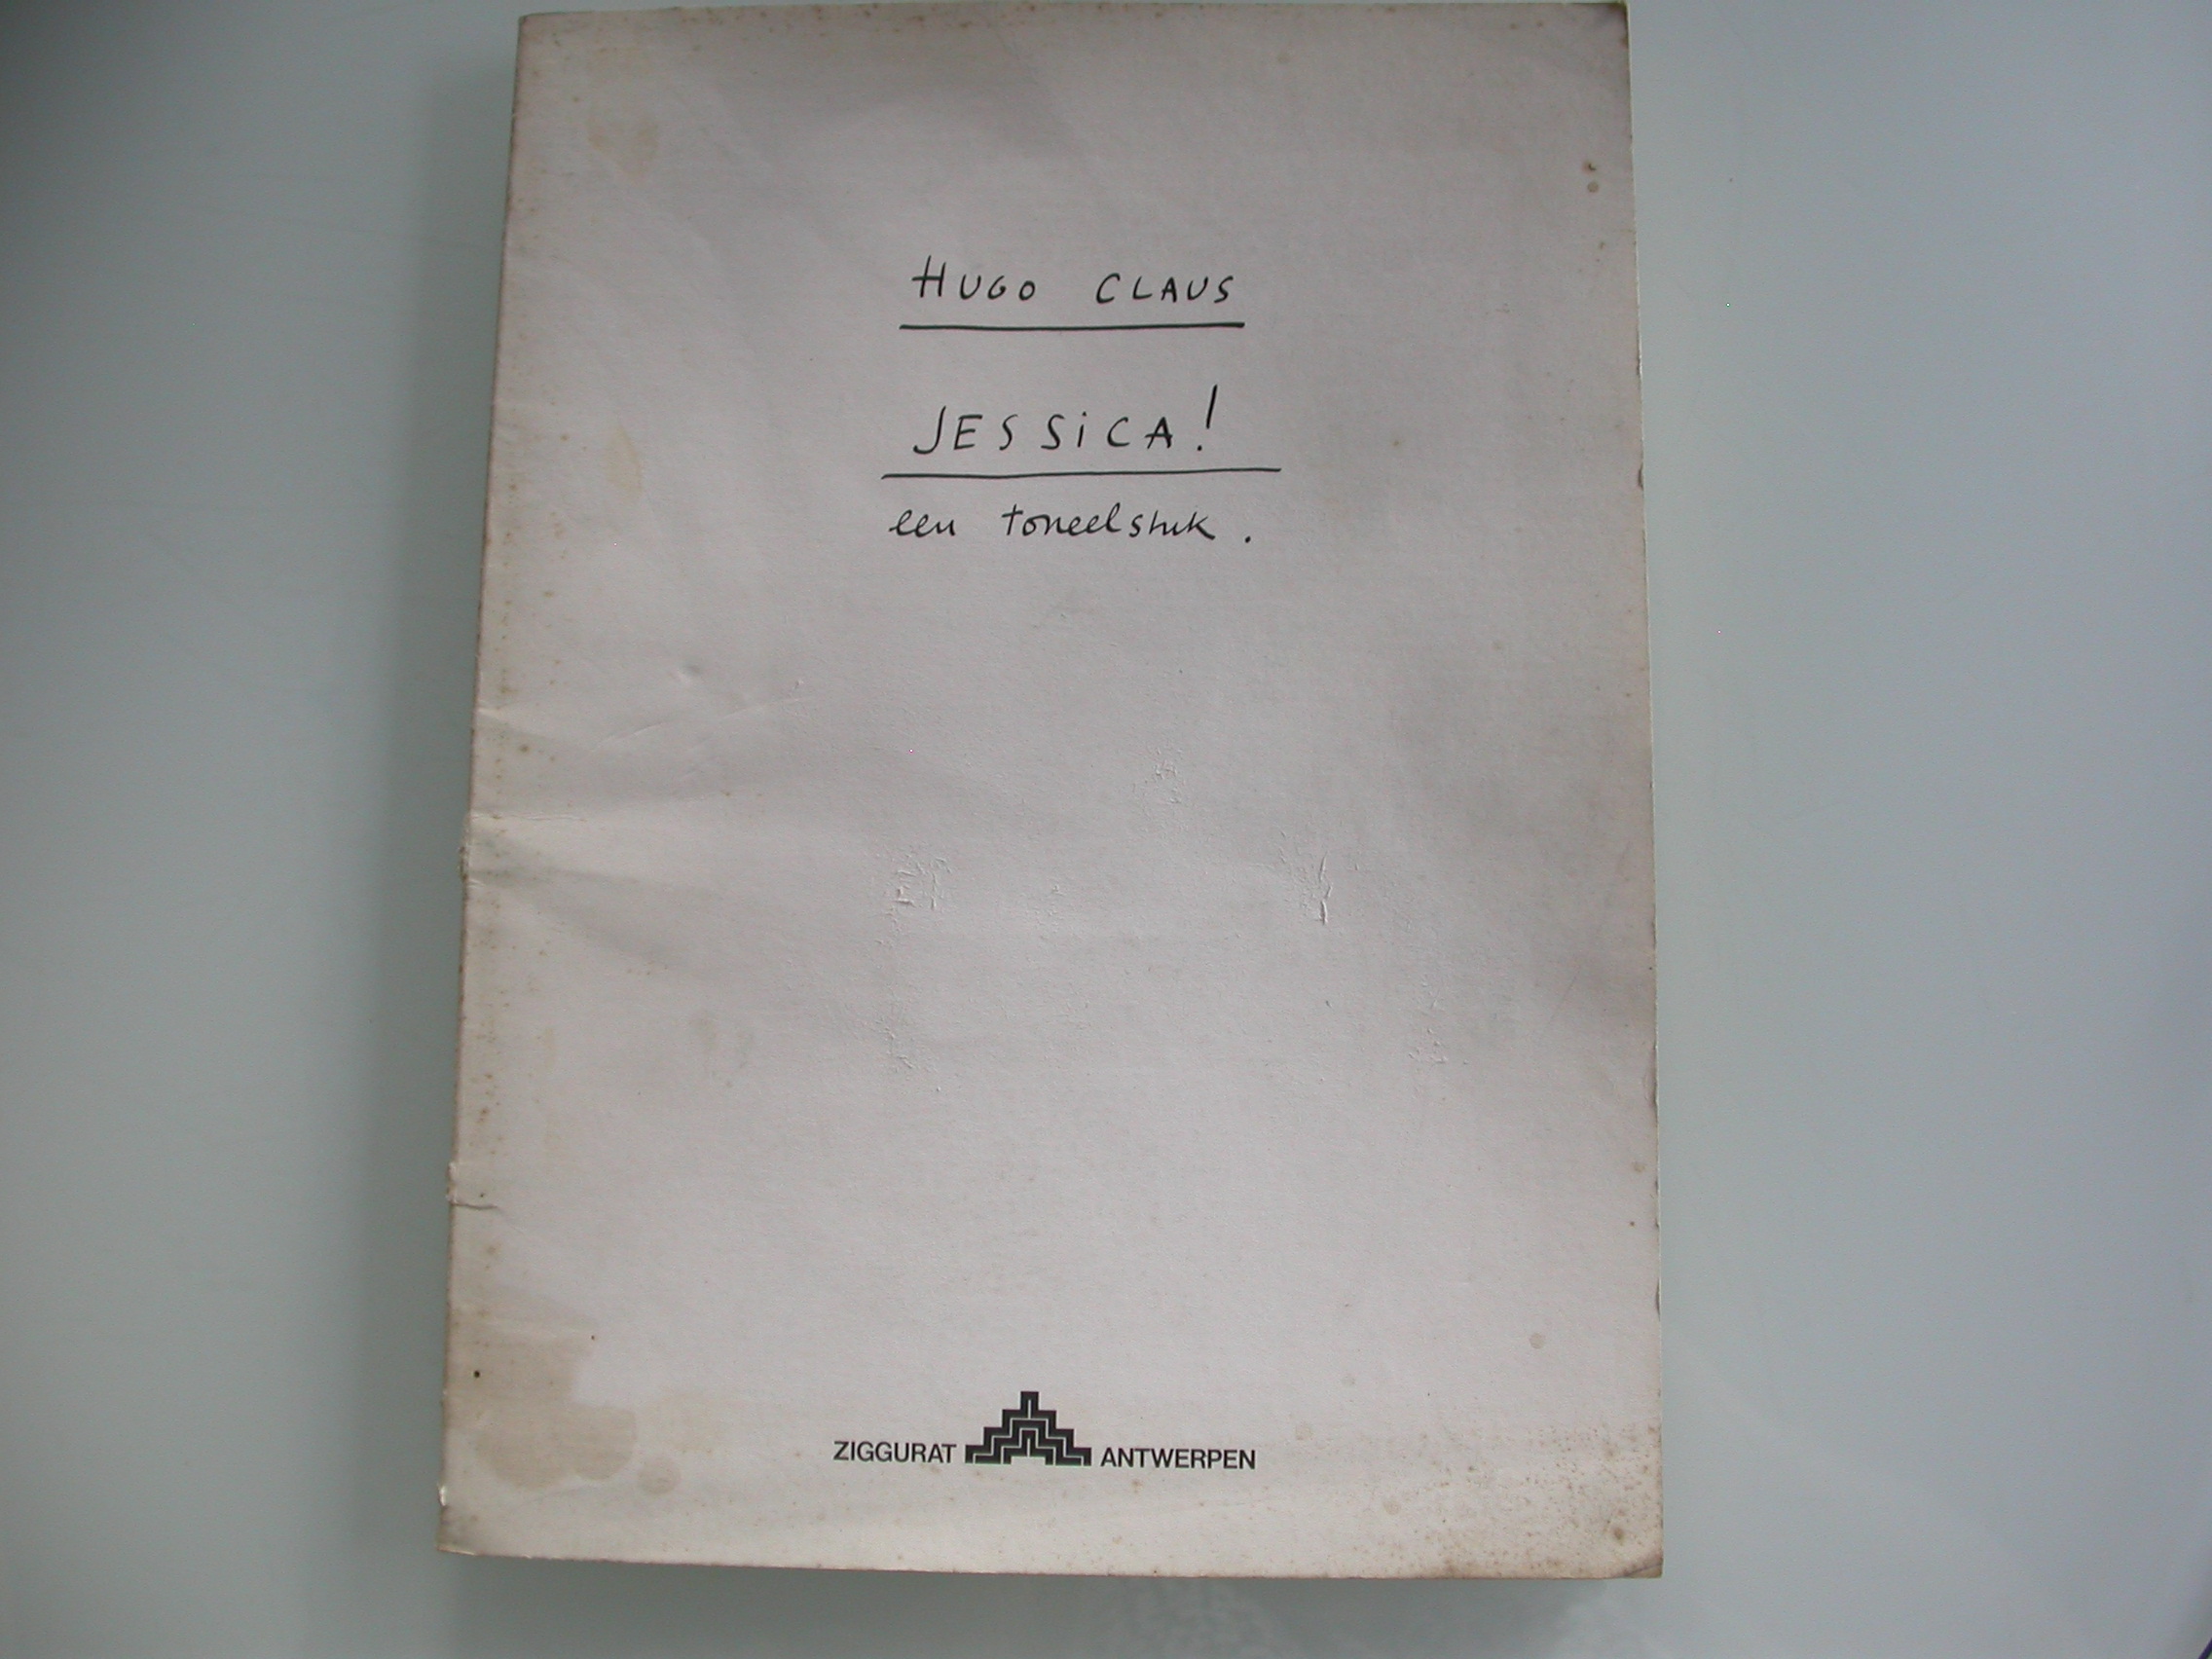 HUGO CLAUS
JESSiCA!
een toneelstuk.
ZIGGURAT ANTWERPEN